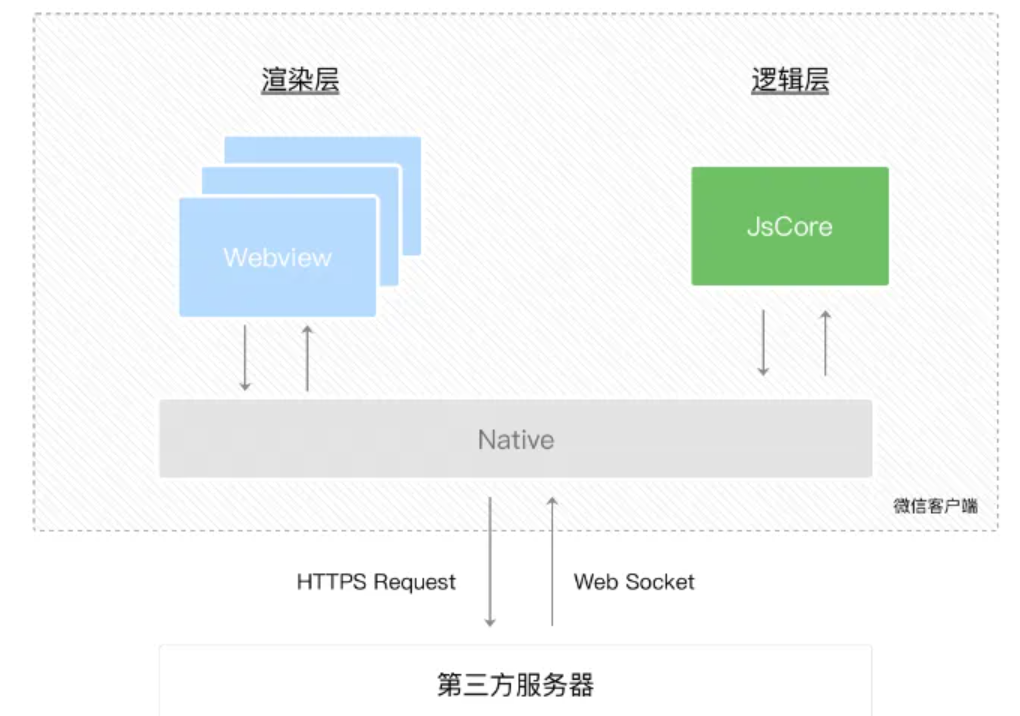 渲染层
逻辑层
Webview
JsCore
Native
微信客户端
HTTPS Request
Web Socket
第三方服务器